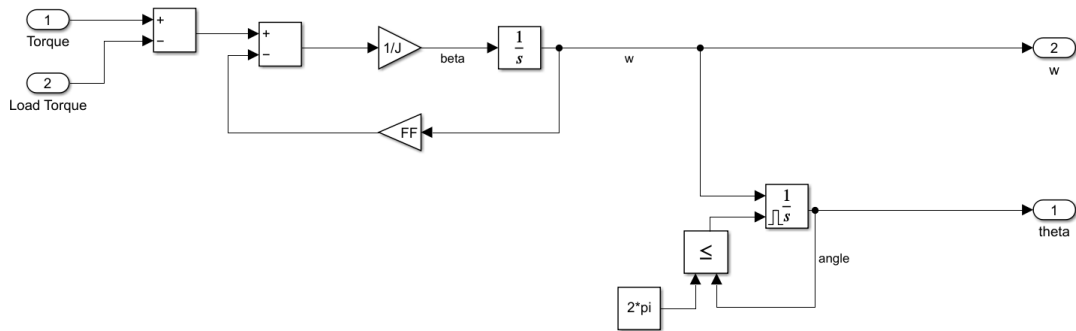 1
Torque
2
Load Torque
+
−
+
−
1/J
beta
1
s
w
2
w
FF
1
s
1
theta
≤
angle
2*pi